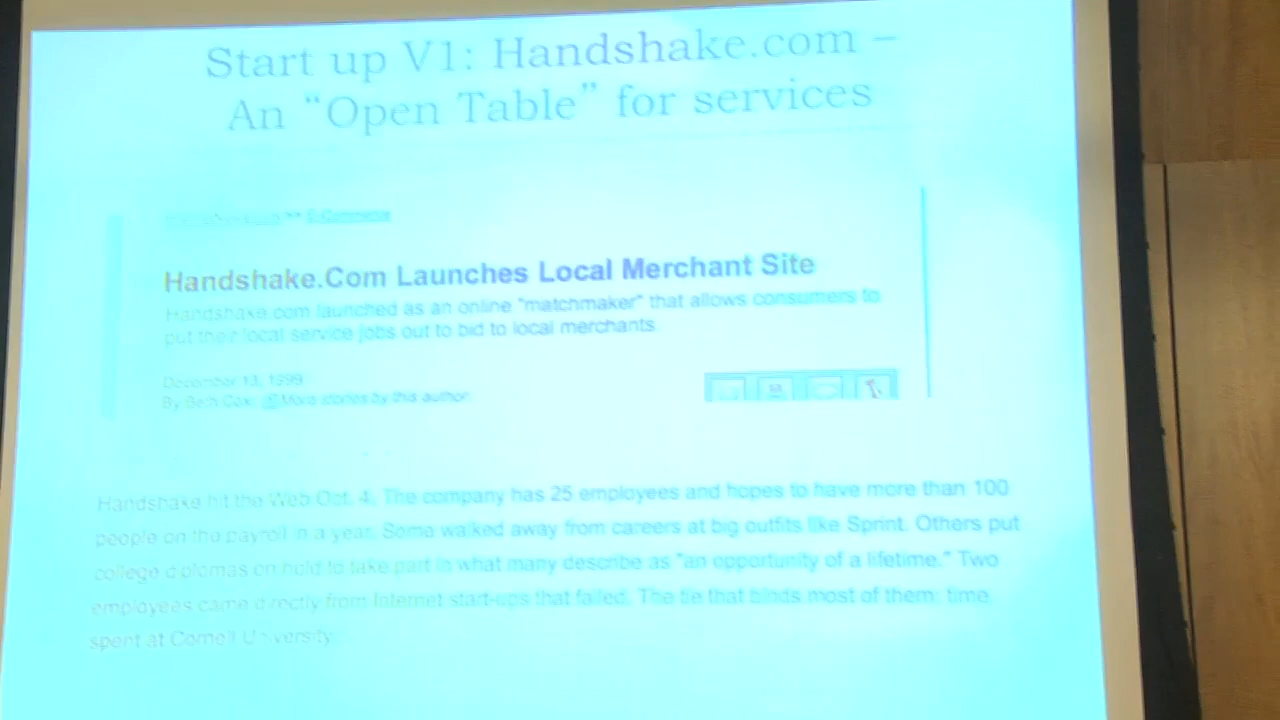 Start up V1: Handshake.com –
An “Open Table” for services
>> E-Commerce
Handshake.Com Launches Local Merchant Site
Handshake.com launched as an online "matchmaker" that allows consumers to
put their local service jobs out to bid to local merchants.
December 13, 1999
By Beth Cox: More stories by this author:
Handshake hit the Web Oct. 4. The company has 25 employees and hopes to have more than 100
people on the payroll in a year. Some walked away from careers at big outfits like Sprint. Others put
college diplomas on hold to take part in what many describe as "an opportunity of a lifetime." Two
employees came directly from Internet start-ups that failed. The tie that binds most of them: time
spent at Cornell University.